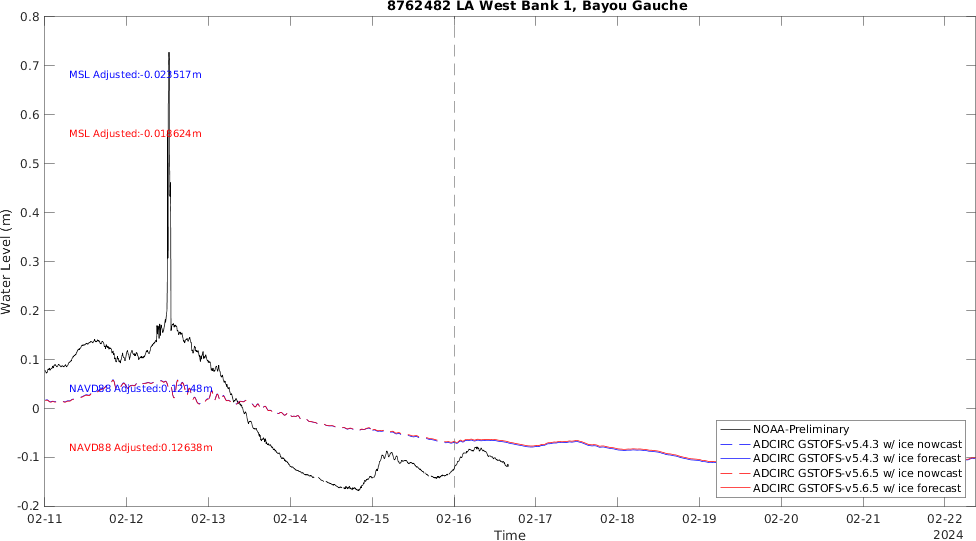 8762482 LA West Bank 1, Bayou Gauche
0.8
0.7
0.6
0.5
0.4
0.3
0.2
0.1
0
-0.1
-0.2
Water Level (m)
MSL Adjusted:-0.023517m
MSL Adjusted:-0.013624m
NAVD88 Adjusted:0.12148m
NAVD88 Adjusted:0.12638m
NOAA-Preliminary
ADCIRC GSTOFS-v5.4.3 w/ ice nowcast
ADCIRC GSTOFS-v5.4.3 w/ ice forecast
ADCIRC GSTOFS-v5.6.5 w/ ice nowcast
ADCIRC GSTOFS-v5.6.5 w/ ice forecast
02-11 02-12 02-13 02-14 02-15 02-16 02-17 02-18 02-19 02-20 02-21 02-22
Time
2024